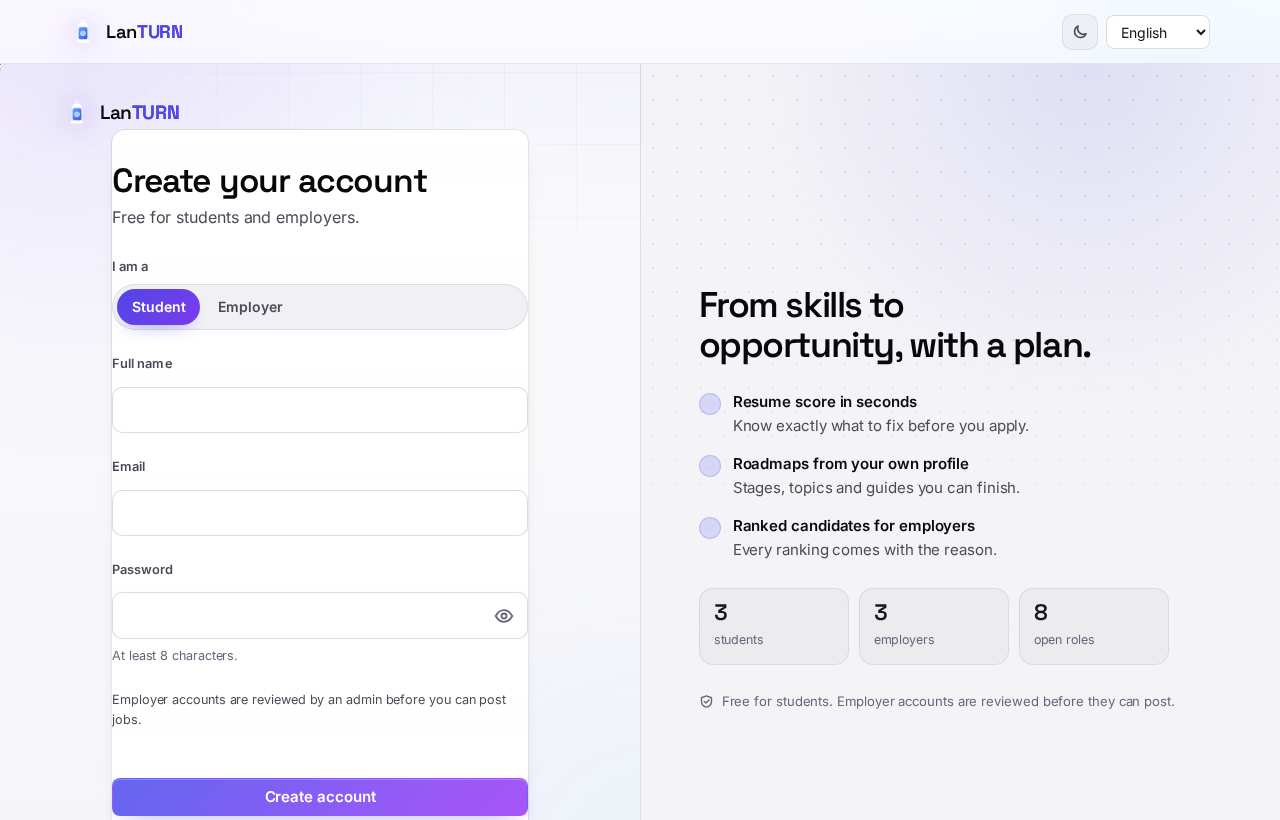 LanTURN
English
LanTURN
Create your account
Free for students and employers.
I am a
Student
Employer
Full name
Email
Password
At least 8 characters.
Employer accounts are reviewed by an admin before you can post
jobs.
Create account
From skills to
opportunity, with a plan.
Resume score in seconds
Know exactly what to fix before you apply.
Roadmaps from your own profile
Stages, topics and guides you can finish.
Ranked candidates for employers
Every ranking comes with the reason.
3
students
3
employers
8
open roles
Free for students. Employer accounts are reviewed before they can post.